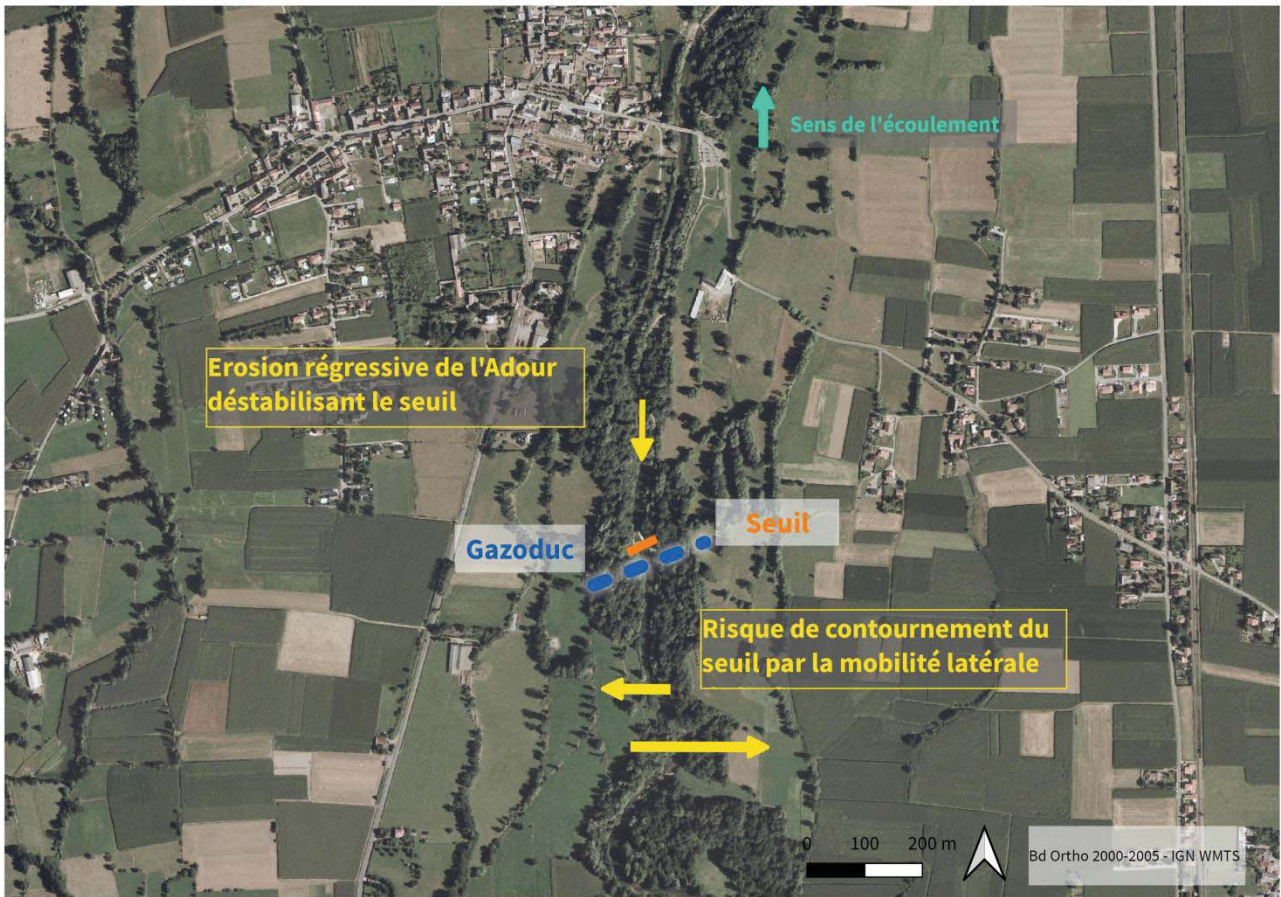 Sens de l'écoulement
Erosion régressive de l'Adour
déstabilisant le seuil
Seuil
Gazoduc
Risque de contournement du
seuil par la mobilité latérale
0 100 200 m
Bd Ortho 2000-2005 - IGN WMTS